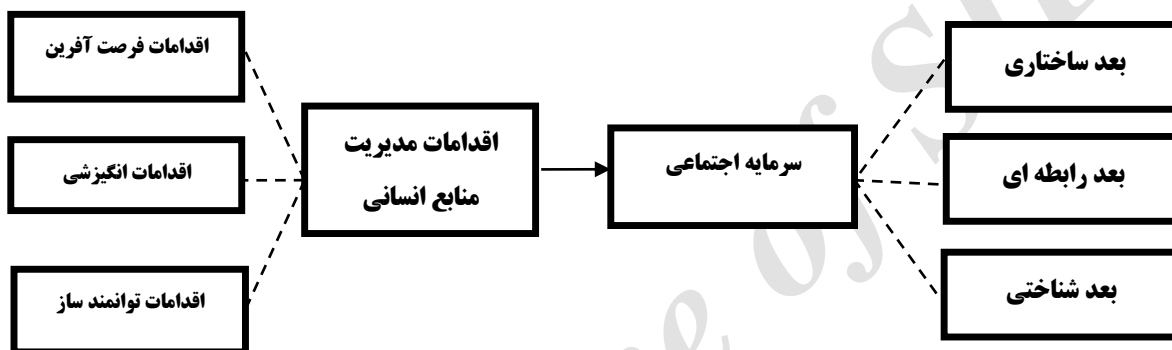 اقدامات فرصت آفرین
بعد ساختاری
اقدامات مدیریت
منابع انسانی
سرمایه اجتماعی
اقدامات انگیزشی
بعد رابطه ای
اقدامات توانمند ساز
بعد شناختی
e of S